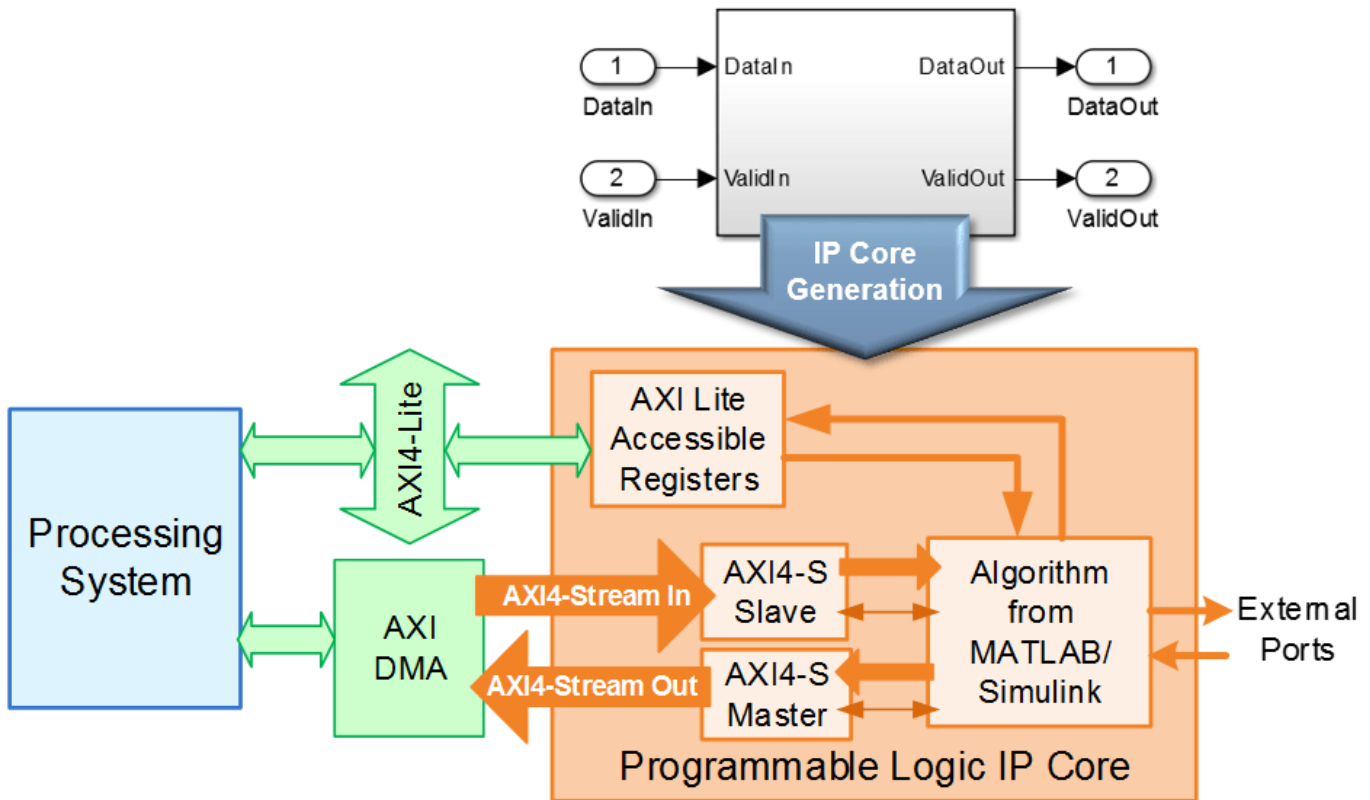 1
DataIn
DataIn
DataOut
1
DataOut
2
ValidIn
ValidIn
ValidOut
2
ValidOut
IP Core
Generation
Processing
System
AXI4-Lite
AXI
DMA
AXI Lite
Accessible
Registers
AXI4-Stream In
AXI4-S
Slave
AXI4-Stream Out
AXI4-S
Master
Algorithm
from
MATLAB/
Simulink
External
Ports
Programmable Logic IP Core